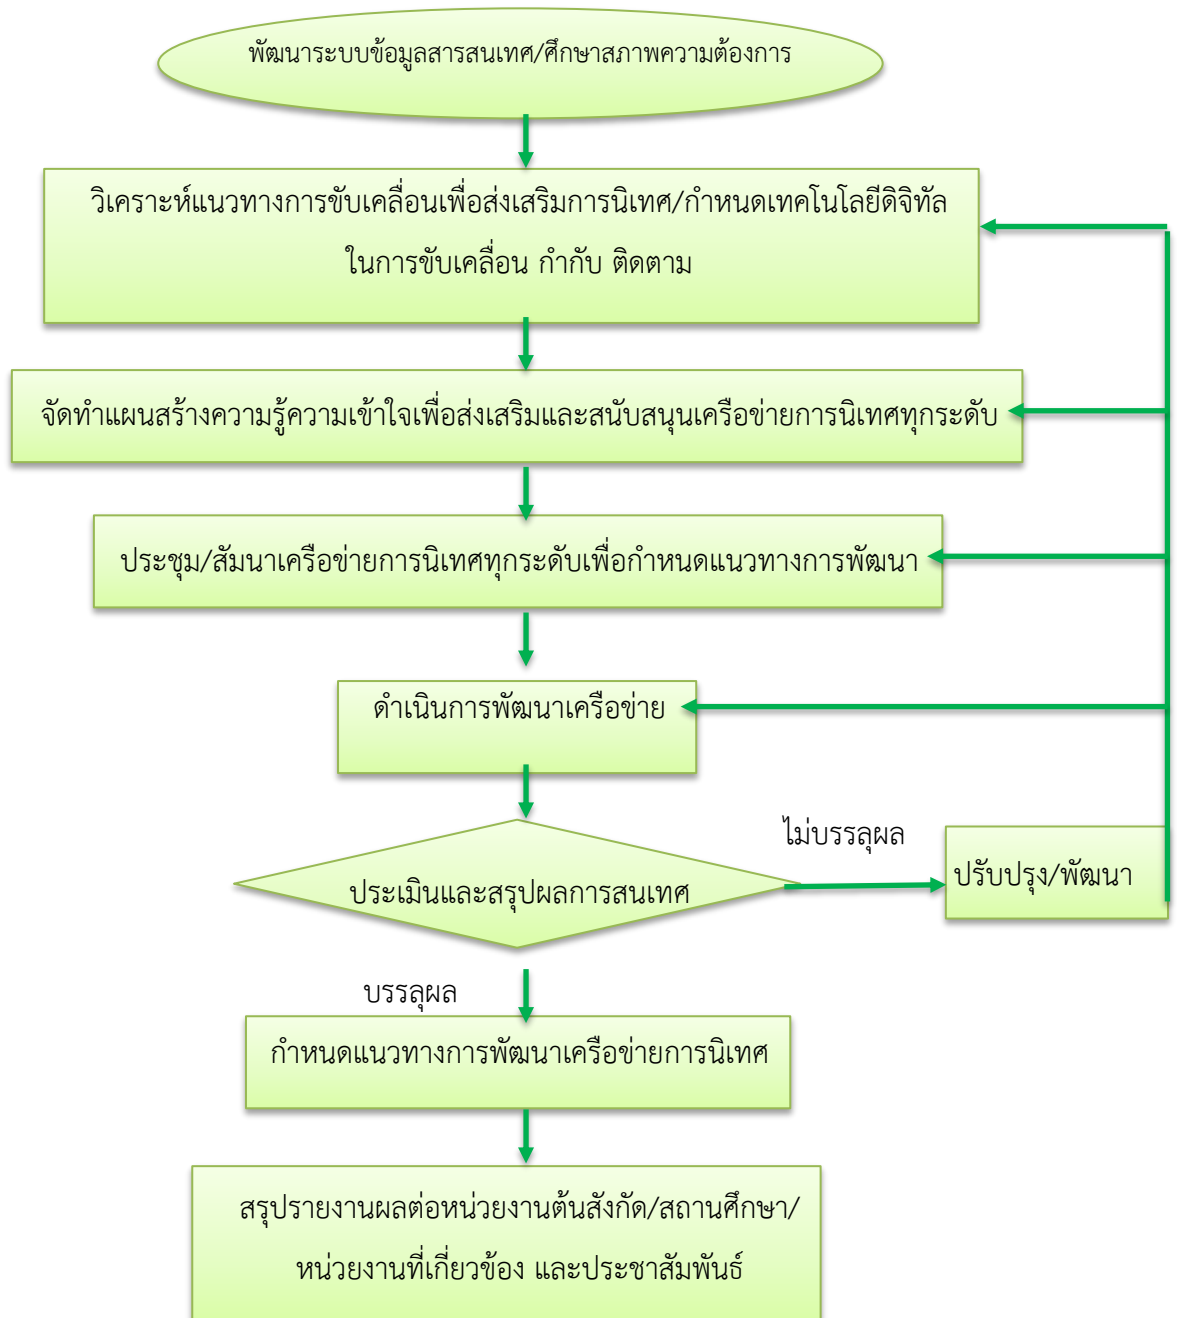 พัฒนาระบบข้อมูลสารสนเทศ/ศึกษาสภาพความต้องการ
วิเคราะห์แนวทางการขับเคลื่อนเพื่อส่งเสริมการนิเทศ/กำหนดเทคโนโลยีดิจิทัล
ในการขับเคลื่อน กำกับ ติดตาม
จัดทำแผนสร้างความรู้ความเข้าใจเพื่อส่งเสริมและสนับสนุนเครือข่ายการนิเทศทุกระดับ
ประชุม/สัมนาเครือข่ายการนิเทศทุกระดับเพื่อกำหนดแนวทางการพัฒนา
ดำเนินการพัฒนาเครือข่าย
ไม่บรรลุผล
ประเมินและสรุปผลการสนเทศ
ปรับปรุง/พัฒนา
บรรลุผล
กำหนดแนวทางการพัฒนาเครือข่ายการนิเทศ
สรุปรายงานผลต่อหน่วยงานต้นสังกัด/สถานศึกษา/
หน่วยงานที่เกี่ยวข้อง และประชาสัมพันธ์